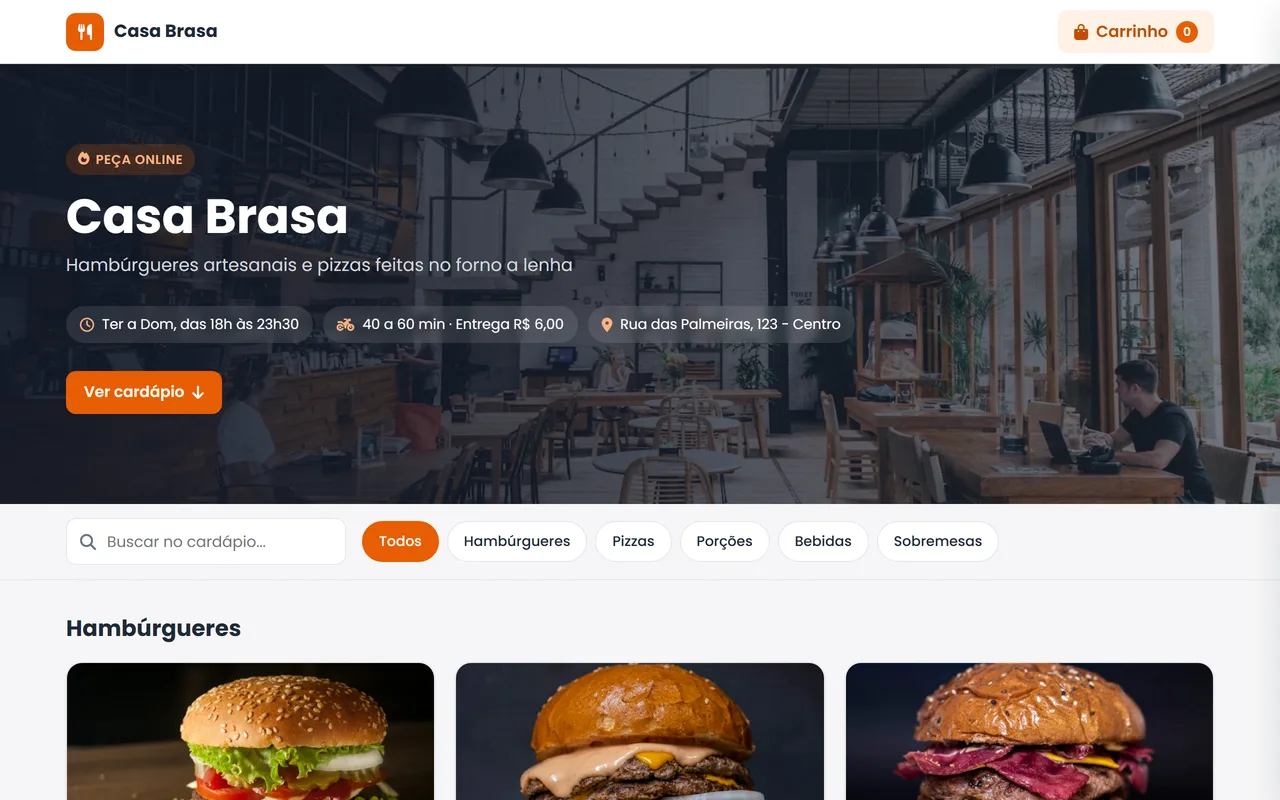 Casa Brasa
Carrinho 0
PEÇA ONLINE
Casa Brasa
Hambúrgueres artesanais e pizzas feitas no forno a lenha
Ter a Dom, das 18h às 23h30
40 a 60 min · Entrega R$ 6,00
Rua das Palmeiras, 123 - Centro
Ver cardápio ↓
Buscar no cardápio...
Todos
Hambúrgueres
Pizzas
Porções
Bebidas
Sobremesas
Hambúrgueres